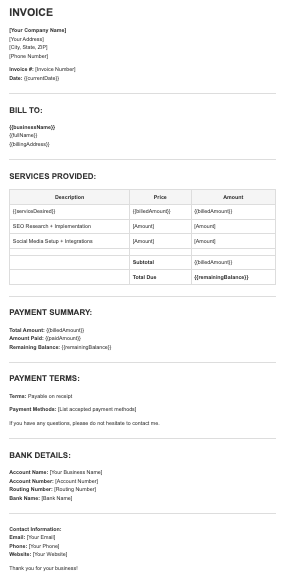 INVOICE
[Your Company Name]
[Your Address]
[City, State, ZIP]
[Phone Number]
Invoice #: [Invoice Number]
Date: {{currentDate}}
BILL TO:
{{businessName}}
{{fullName}}
{{billingAddress}}
SERVICES PROVIDED:
Description Price Amount
{{serviceDesired}} {{billedAmount}} {{billedAmount}}
SEO Research + Implementation [Amount] [Amount]
Social Media Setup + Integrations [Amount] [Amount]
Subtotal {{billedAmount}}
Total Due {{remainingBalance}}
PAYMENT SUMMARY:
Total Amount: {{billedAmount}}
Amount Paid: {{paidAmount}}
Remaining Balance: {{remainingBalance}}
PAYMENT TERMS:
Terms: Payable on receipt
Payment Methods: [List accepted payment methods]
If you have any questions, please do not hesitate to contact me.
BANK DETAILS:
Account Name: [Your Business Name]
Account Number: [Account Number]
Routing Number: [Routing Number]
Bank Name: [Bank Name]
Contact Information:
Email: [Your Email]
Phone: [Your Phone]
Website: [Your Website]
Thank you for your business!